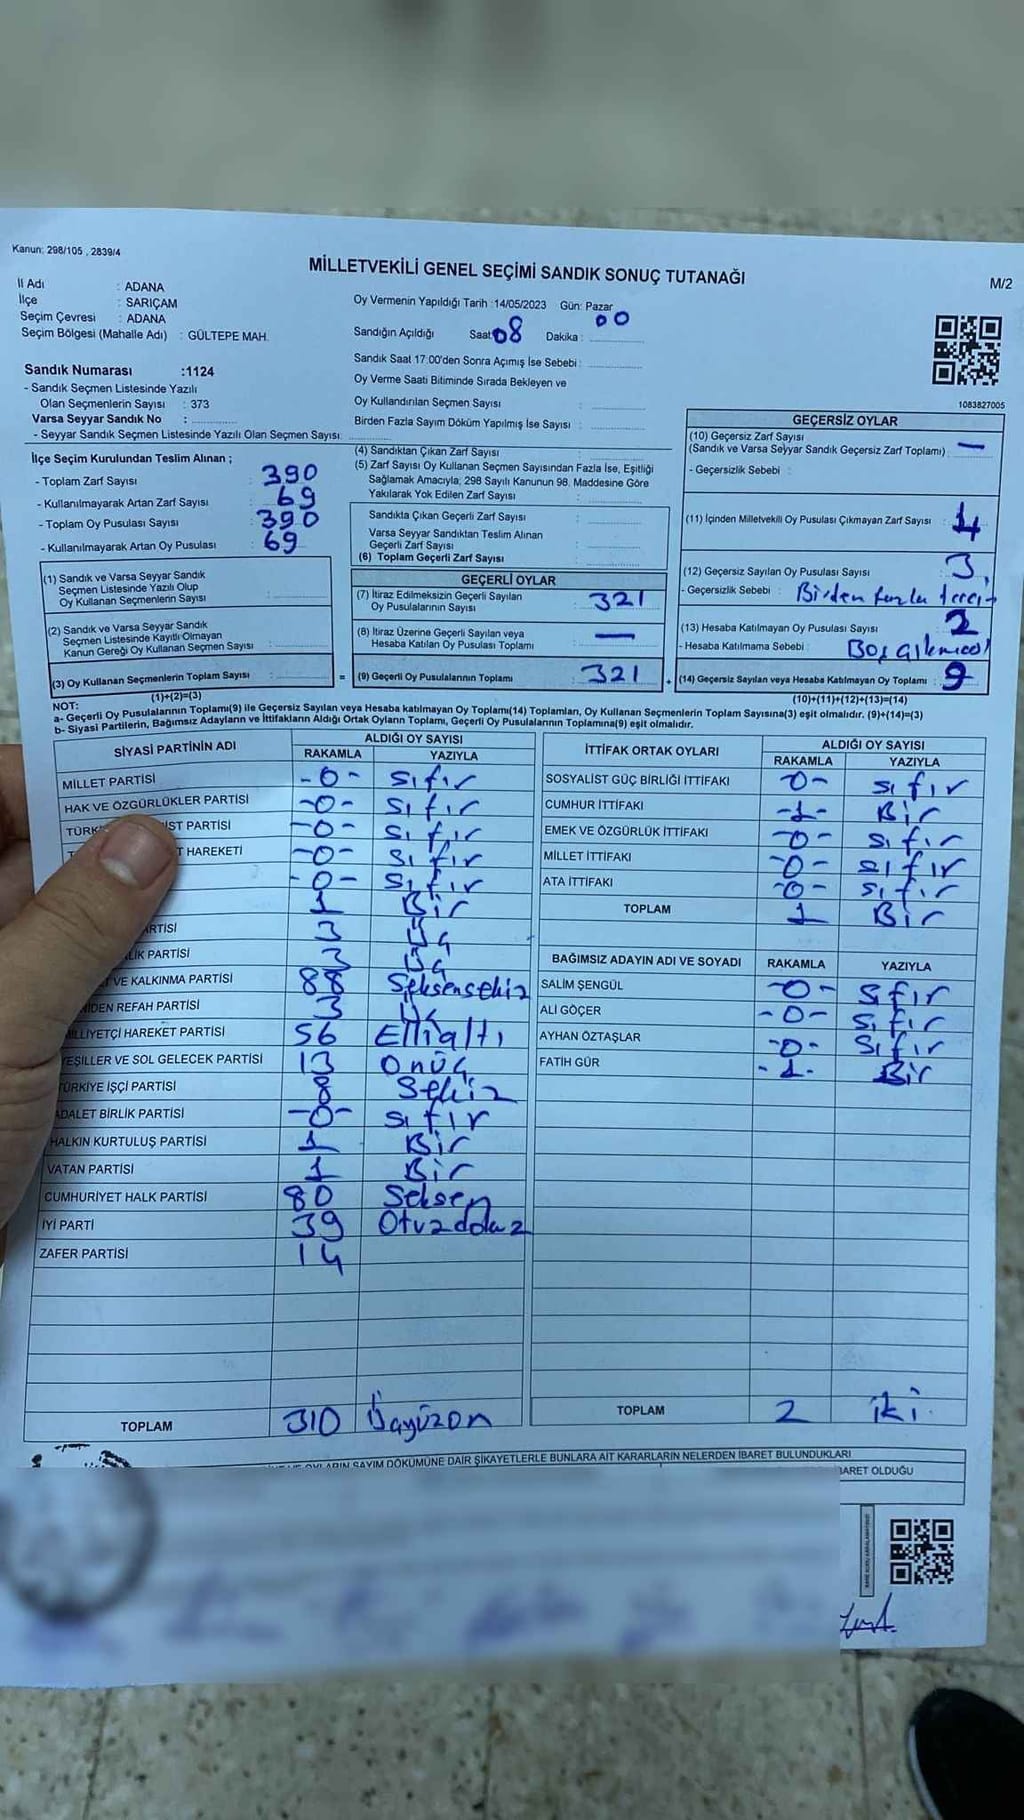 Kanun: 298/105 , 2839/4
MİLLETVEKİLİ GENEL SEÇİMİ SANDIK SONUÇ TUTANAĞI
M/2
İl Adı : ADANA
İlçe : SARIÇAM
Seçim Çevresi : ADANA
Seçim Bölgesi (Mahalle Adı) : GÜLTEPE MAH.
Oy Vermenin Yapıldığı Tarih :14/05/2023 Gün: Pazar
Sandığın Açıldığı Saat: 08 Dakika : 00
Sandık Saat 17:00'den Sonra Açımış İse Sebebi :
Oy Verme Saati Bitiminde Sırada Bekleyen ve
Oy Kullandırılan Seçmen Sayısı :
Birden Fazla Sayım Döküm Yapılmış İse Sayısı :
1083827005
Sandık Numarası :1124
- Sandık Seçmen Listesinde Yazılı
Olan Seçmenlerin Sayısı : 373
Varsa Seyyar Sandık No :
- Seyyar Sandık Seçmen Listesinde Yazılı Olan Seçmen Sayısı:
İlçe Seçim Kurulundan Teslim Alınan ;
- Toplam Zarf Sayısı : 390
- Kullanılmayarak Artan Zarf Sayısı : 69
- Toplam Oy Pusulası Sayısı : 390
- Kullanılmayarak Artan Oy Pusulası : 69
(1) Sandık ve Varsa Seyyar Sandık
Seçmen Listesinde Yazılı Olup
Oy Kullanan Seçmenlerin Sayısı :
(2) Sandık ve Varsa Seyyar Sandık
Seçmen Listesinde Kayıtlı Olmayan
Kanun Gereği Oy Kullanan Seçmen Sayısı :
(3) Oy Kullanan Seçmenlerin Toplam Sayısı :
(1)+(2)=(3)
(4) Sandıktan Çıkan Zarf Sayısı :
(5) Zarf Sayısı Oy Kullanan Seçmen Sayısından Fazla İse, Eşitliği
Sağlamak Amacıyla; 298 Sayılı Kanunun 98. Maddesine Göre
Yakılarak Yok Edilen Zarf Sayısı :
Sandıkla Çıkan Geçerli Zarf Sayısı :
Varsa Seyyar Sandıktan Teslim Alınan
Geçerli Zarf Sayısı :
(6) Toplam Geçerli Zarf Sayısı :
GEÇERLİ OYLAR
(7) İtiraz Edilmeksizin Geçerli Sayılan
Oy Pusulalarının Sayısı : 321
(8) İtiraz Üzerine Geçerli Sayılan veya
Hesaba Katılan Oy Pusulaları Toplamı : —
= (9) Geçerli Oy Pusulalarının Toplamı : 321 +
GEÇERSİZ OYLAR
(10) Geçersiz Zarf Sayısı
(Sandık ve Varsa Seyyar Sandık Geçersiz Zarf Toplamı) : —
- Geçersizlik Sebebi :
(11) İçinden Milletvekili Oy Pusulası Çıkmayan Zarf Sayısı : 4
(12) Geçersiz Sayılan Oy Pusulası Sayısı : 3
- Geçersizlik Sebebi : Birden fazla tercih
(13) Hesaba Katılmayan Oy Pusulası Sayısı : 2
- Hesaba Katılmama Sebebi : Boş
(14) Geçersiz Sayılan veya Hesaba Katılmayan Oy Toplamı : 9
(10)+(11)+(12)+(13)=(14)
NOT:
a- Geçerli Oy Pusulalarının Toplamı(9) ile Geçersiz Sayılan veya Hesaba Katılmayan oy Toplamı(14) Toplamları, Oy Kullanan Seçmenlerin Toplam Sayısına(3) eşit olmalıdır. (9)+(14)=(3)
b- Siyasi Partilerin, Bağımsız Adayların ve İttifakların Aldığı Ortak Oyların Toplamı, Geçerli Oy Pusulalarının Toplamına(9) eşit olmalıdır.
SİYASİ PARTİNİN ADI ALDIĞI OY SAYISI
RAKAMLA YAZIYLA
MİLLET PARTİSİ -0- sıfır
HAK VE ÖZGÜRLÜKLER PARTİSİ -0- sıfır
TÜRK İST PARTİSİ -0- sıfır
T HAREKETİ -0- sıfır
-0- sıfır
1 Bir
ARTİSİ 3 Üç
LİK PARTİSİ 3 Üç
T VE KALKINMA PARTİSİ 88 Seksensekiz
NİDEN REFAH PARTİSİ 3 Üç
İLLİYETÇİ HAREKET PARTİSİ 56 Ellialtı
YEŞİLLER VE SOL GELECEK PARTİSİ 13 onüç
TÜRKİYE İŞÇİ PARTİSİ 8 Sekiz
ADALET BİRLİK PARTİSİ -0- sıfır
HALKIN KURTULUŞ PARTİSİ 1 Bir
VATAN PARTİSİ 1 Bir
CUMHURİYET HALK PARTİSİ 80 Seksen
İYİ PARTİ 39 Otuzdokuz
ZAFER PARTİSİ 14
TOPLAM 310 Üçyüzon
İTTİFAK ORTAK OYLARI ALDIĞI OY SAYISI
RAKAMLA YAZIYLA
SOSYALİST GÜÇ BİRLİĞİ İTTİFAKI -0- sıfır
CUMHUR İTTİFAKI -1- Bir
EMEK VE ÖZGÜRLÜK İTTİFAKI -0- sıfır
MİLLET İTTİFAKI -0- sıfır
ATA İTTİFAKI -0- sıfır
TOPLAM 1 Bir
BAĞIMSIZ ADAYIN ADI VE SOYADI RAKAMLA YAZIYLA
SALİM ŞENGÜL -0- sıfır
ALİ GÖÇER -0- sıfır
AYHAN ÖZTAŞLAR -0- sıfır
FATİH GÜR -1- Bir
TOPLAM 2 iki
OYLARIN SAYIM DÖKÜMÜNE DAİR ŞİKAYETLERLE BUNLARA AİT KARARLARIN NELERDEN İBARET BULUNDUKLARI
BARET OLDUĞU